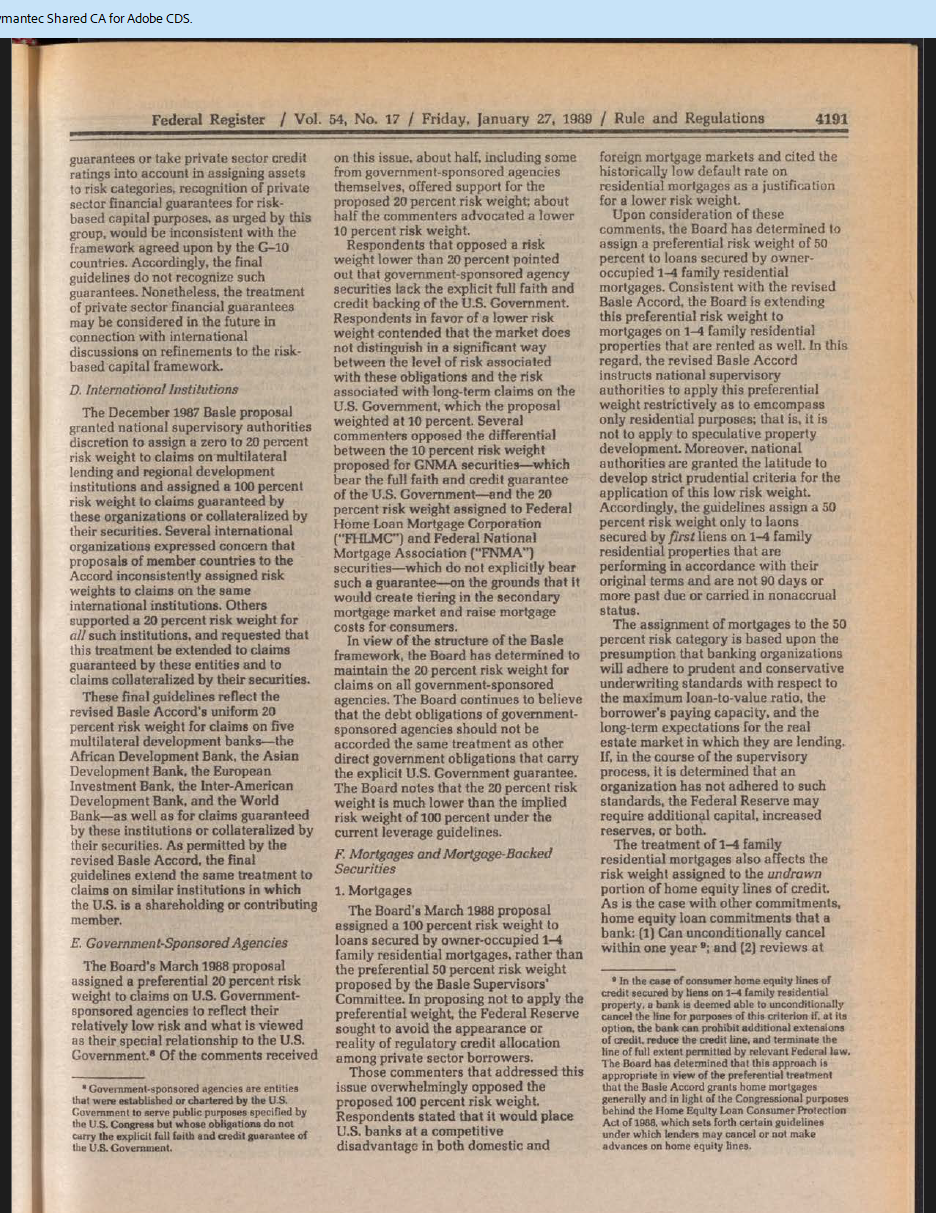 ymantec Shared CA for Adobe CDS.
Federal Register / Vol. 54, No. 17 / Friday, January 27, 1989 / Rule and Regulations 4191
guarantees or take private sector credit
ratings into account in assigning assets
to risk categories, recognition of private
sector financial guarantees for risk-
based capital purposes, as urged by this
group, would be inconsistent with the
framework agreed upon by the G-10
countries. Accordingly, the final
guidelines do not recognize such
guarantees. Nonetheless, the treatment
of private sector financial guarantees
may be considered in the future in
connection with international
discussions on refinements to the risk-
based capital framework.
D. International Institutions
The December 1987 Basle proposal
granted national supervisory authorities
discretion to assign a zero to 20 percent
risk weight to claims on multilateral
lending and regional development
institutions and assigned a 100 percent
risk weight to claims guaranteed by
these organizations or collateralized by
their securities. Several international
organizations expressed concern that
proposals of member countries to the
Accord inconsistently assigned risk
weights to claims on the same
international institutions. Others
supported a 20 percent risk weight for
all such institutions, and requested that
this treatment be extended to claims
guaranteed by these entities and to
claims collateralized by their securities.
These final guidelines reflect the
revised Basle Accord's uniform 20
percent risk weight for claims on five
multilateral development banks—the
African Development Bank, the Asian
Development Bank, the European
Investment Bank, the Inter-American
Development Bank, and the World
Bank—as well as for claims guaranteed
by these institutions or collateralized by
their securities. As permitted by the
revised Basle Accord, the final
guidelines extend the same treatment to
claims on similar institutions in which
the U.S. is a shareholding or contributing
member.
E. Government-Sponsored Agencies
The Board's March 1988 proposal
assigned a preferential 20 percent risk
weight to claims on U.S. Government-
sponsored agencies to reflect their
relatively low risk and what is viewed
as their special relationship to the U.S.
Government.⁸ Of the comments received
⁸ Government-sponsored agencies are entities
that were established or chartered by the U.S.
Government to serve public purposes specified by
the U.S. Congress but whose obligations do not
carry the explicit full faith and credit guarantee of
the U.S. Government.
on this issue, about half, including some
from government-sponsored agencies
themselves, offered support for the
proposed 20 percent risk weight; about
half the commenters advocated a lower
10 percent risk weight.
Respondents that opposed a risk
weight lower than 20 percent pointed
out that government-sponsored agency
securities lack the explicit full faith and
credit backing of the U.S. Government.
Respondents in favor of a lower risk
weight contended that the market does
not distinguish in a significant way
between the level of risk associated
with these obligations and the risk
associated with long-term claims on the
U.S. Government, which the proposal
weighted at 10 percent. Several
commenters opposed the differential
between the 10 percent risk weight
proposed for GNMA securities—which
bear the full faith and credit guarantee
of the U.S. Government—and the 20
percent risk weight assigned to Federal
Home Loan Mortgage Corporation
("FHLMC") and Federal National
Mortgage Association ("FNMA")
securities—which do not explicitly bear
such a guarantee—on the grounds that it
would create tiering in the secondary
mortgage market and raise mortgage
costs for consumers.
In view of the structure of the Basle
framework, the Board has determined to
maintain the 20 percent risk weight for
claims on all government-sponsored
agencies. The Board continues to believe
that the debt obligations of government-
sponsored agencies should not be
accorded the same treatment as other
direct government obligations that carry
the explicit U.S. Government guarantee.
The Board notes that the 20 percent risk
weight is much lower than the implied
risk weight of 100 percent under the
current leverage guidelines.
F. Mortgages and Mortgage-Backed
Securities
1. Mortgages
The Board's March 1988 proposal
assigned a 100 percent risk weight to
loans secured by owner-occupied 1-4
family residential mortgages, rather than
the preferential 50 percent risk weight
proposed by the Basle Supervisors'
Committee. In proposing not to apply the
preferential weight, the Federal Reserve
sought to avoid the appearance or
reality of regulatory credit allocation
among private sector borrowers.
Those commenters that addressed this
issue overwhelmingly opposed the
proposed 100 percent risk weight.
Respondents stated that it would place
U.S. banks at a competitive
disadvantage in both domestic and
foreign mortgage markets and cited the
historically low default rate on
residential mortgages as a justification
for a lower risk weight.
Upon consideration of these
comments, the Board has determined to
assign a preferential risk weight of 50
percent to loans secured by owner-
occupied 1-4 family residential
mortgages. Consistent with the revised
Basle Accord, the Board is extending
this preferential risk weight to
mortgages on 1-4 family residential
properties that are rented as well. In this
regard, the revised Basle Accord
instructs national supervisory
authorities to apply this preferential
weight restrictively as to emcompass
only residential purposes; that is, it is
not to apply to speculative property
development. Moreover, national
authorities are granted the latitude to
develop strict prudential criteria for the
application of this low risk weight.
Accordingly, the guidelines assign a 50
percent risk weight only to laons
secured by first liens on 1-4 family
residential properties that are
performing in accordance with their
original terms and are not 90 days or
more past due or carried in nonaccrual
status.
The assignment of mortgages to the 50
percent risk category is based upon the
presumption that banking organizations
will adhere to prudent and conservative
underwriting standards with respect to
the maximum loan-to-value ratio, the
borrower's paying capacity, and the
long-term expectations for the real
estate market in which they are lending.
If, in the course of the supervisory
process, it is determined that an
organization has not adhered to such
standards, the Federal Reserve may
require additional capital, increased
reserves, or both.
The treatment of 1-4 family
residential mortgages also affects the
risk weight assigned to the undrawn
portion of home equity lines of credit.
As is the case with other commitments,
home equity loan commitments that a
bank: (1) Can unconditionally cancel
within one year ⁹; and (2) reviews at
⁹ In the case of consumer home equity lines of
credit secured by liens on 1-4 family residential
property, a bank is deemed able to unconditionally
cancel the line for purposes of this criterion if, at its
option, the bank can prohibit additional extensions
of credit, reduce the credit line, and terminate the
line of full extent permitted by relevant Federal law.
The Board has determined that this approach is
appropriate in view of the preferential treatment
that the Basle Accord grants home mortgages
generally and in light of the Congressional purposes
behind the Home Equity Loan Consumer Protection
Act of 1988, which sets forth certain guidelines
under which lenders may cancel or not make
advances on home equity lines.